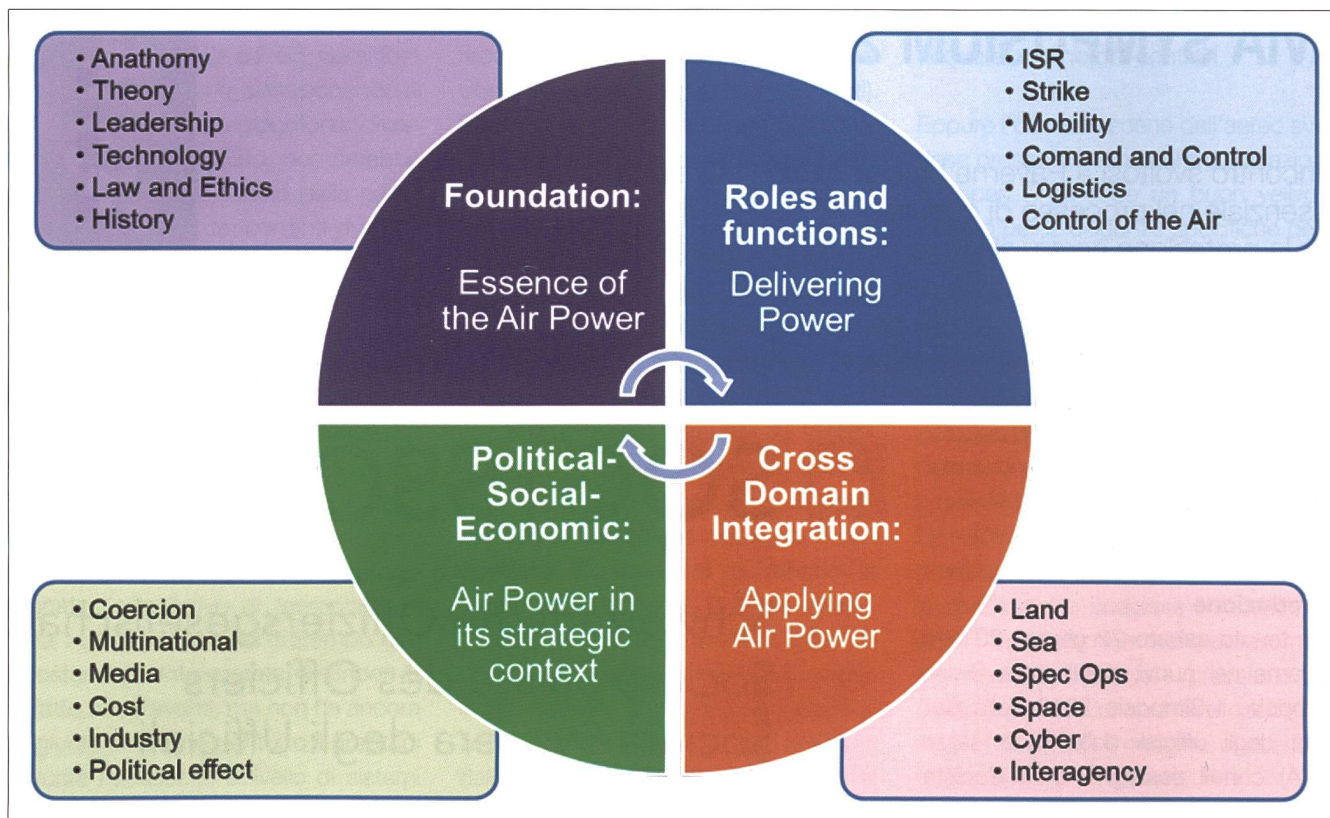 • Anathomy
• Theory
• Leadership
• Technology
• Law and Ethics
• History
Foundation:
Essence of
the Air Power
Roles and
functions:
Delivering
Power
• ISR
• Strike
• Mobility
• Comand and Control
• Logistics
• Control of the Air
Political-
Social-
Economic:
Air Power in
its strategic
context
Cross
Domain
Integration:
Applying
Air Power
• Coercion
• Multinational
• Media
• Cost
• Industry
• Political effect
• Land
• Sea
• Spec Ops
• Space
• Cyber
• Interagency